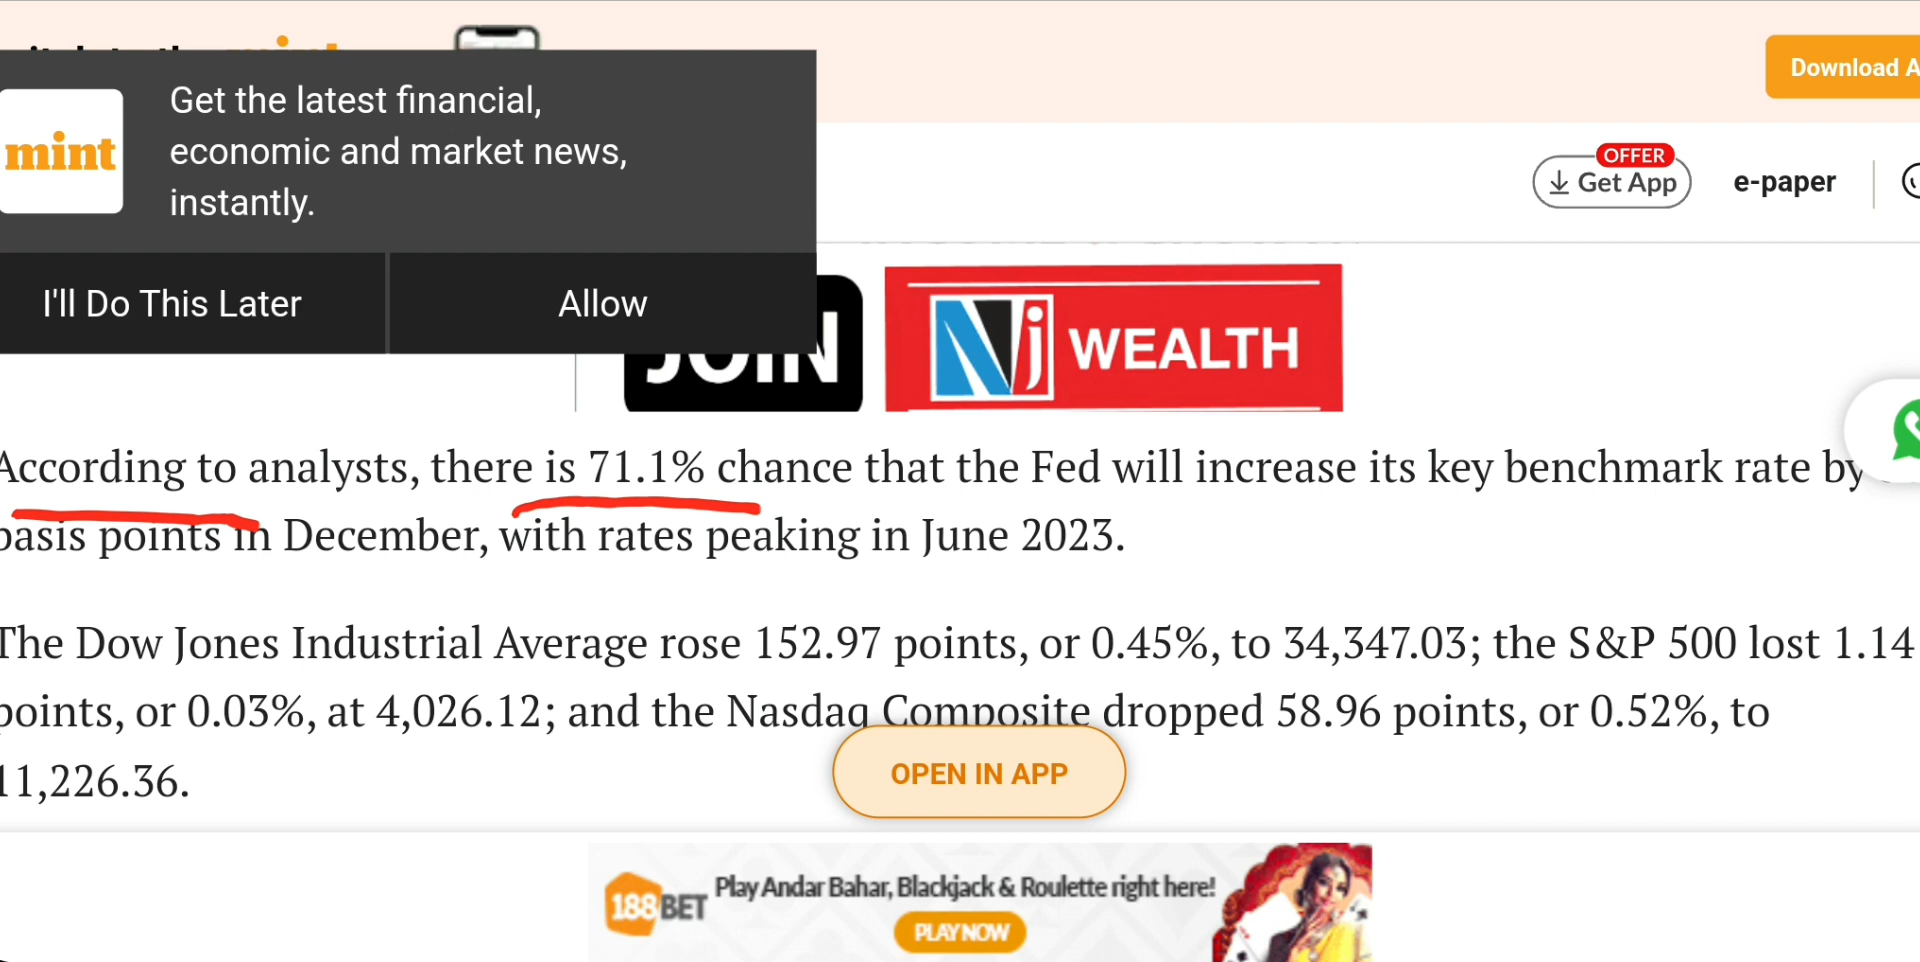 mint
Get the latest financial,
economic and market news,
instantly.
I'll Do This Later
Allow
Download
OFFER
Get App
e-paper
JOIN
NJ WEALTH
According to analysts, there is 71.1% chance that the Fed will increase its key benchmark rate by
basis points in December, with rates peaking in June 2023.
The Dow Jones Industrial Average rose 152.97 points, or 0.45%, to 34,347.03; the S&P 500 lost 1.14
points, or 0.03%, at 4,026.12; and the Nasdaq Composite dropped 58.96 points, or 0.52%, to
11,226.36.
OPEN IN APP
188BET
Play Andar Bahar, Blackjack & Roulette right here!
PLAY NOW